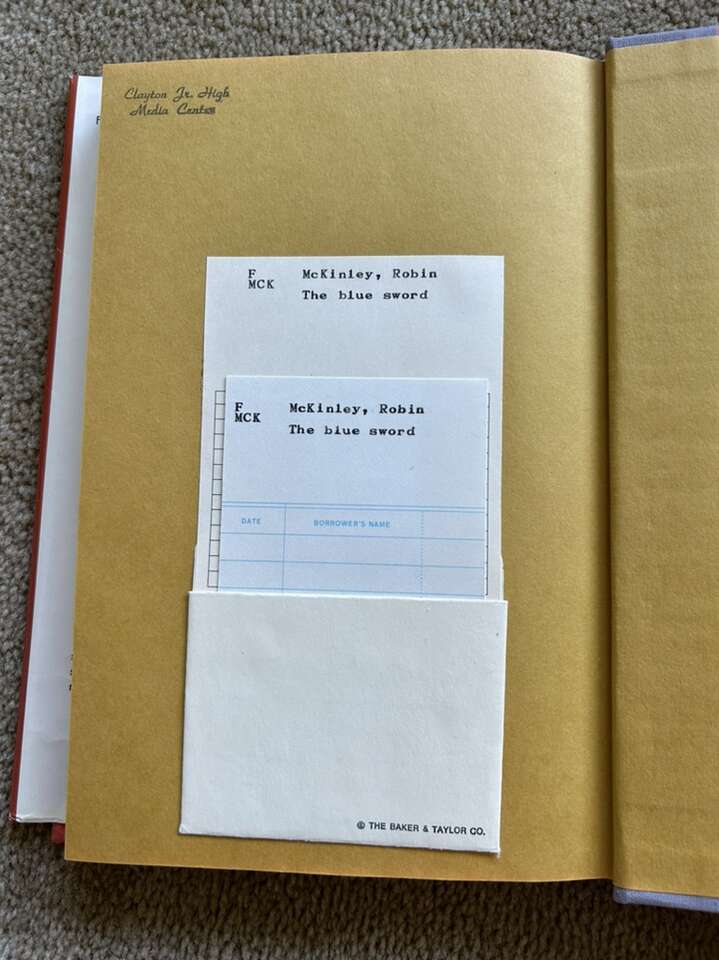 Clayton Jr. High
Media Center
F McKinley, Robin
MCK The blue sword
F McKinley, Robin
MCK The blue sword
DATE BORROWER'S NAME
© THE BAKER & TAYLOR CO.